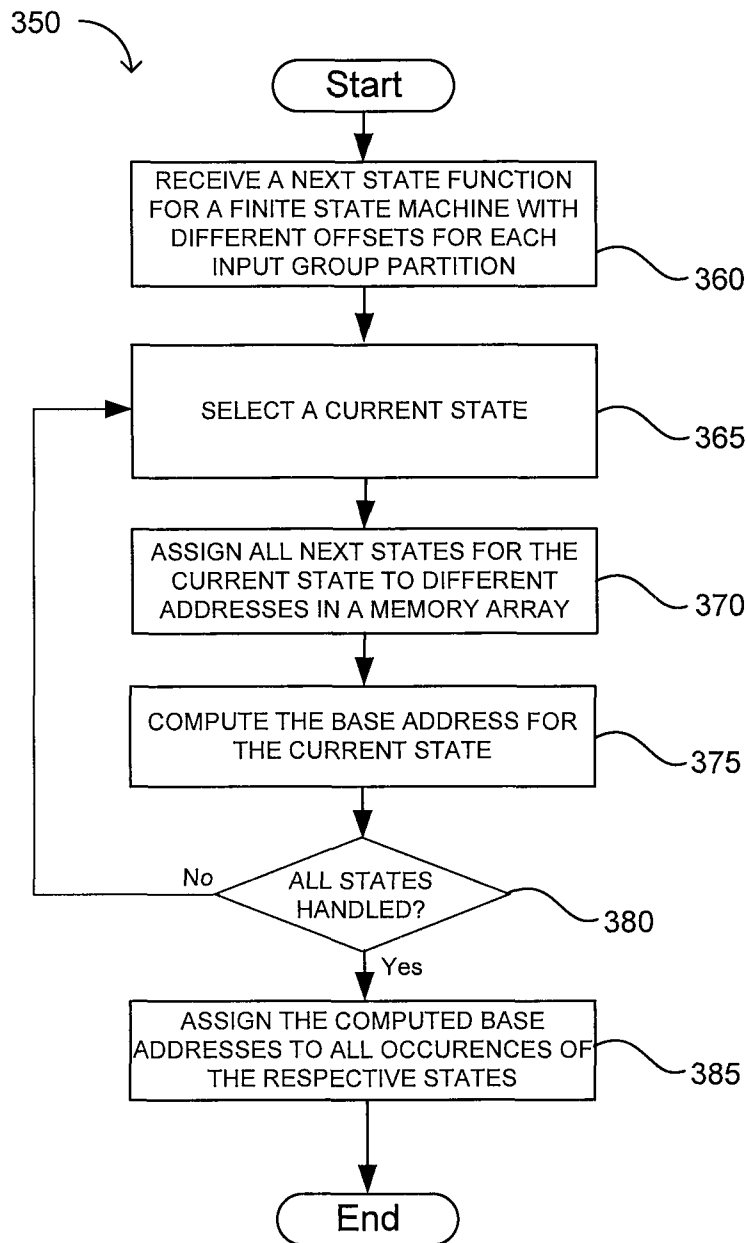 350
Start
RECEIVE A NEXT STATE FUNCTION
FOR A FINITE STATE MACHINE WITH
DIFFERENT OFFSETS FOR EACH
INPUT GROUP PARTITION
360
SELECT A CURRENT STATE
365
ASSIGN ALL NEXT STATES FOR THE
CURRENT STATE TO DIFFERENT
ADDRESSES IN A MEMORY ARRAY
370
COMPUTE THE BASE ADDRESS FOR
THE CURRENT STATE
375
No
ALL STATES
HANDLED?
380
Yes
ASSIGN THE COMPUTED BASE
ADDRESSES TO ALL OCCURENCES OF
THE RESPECTIVE STATES
385
End